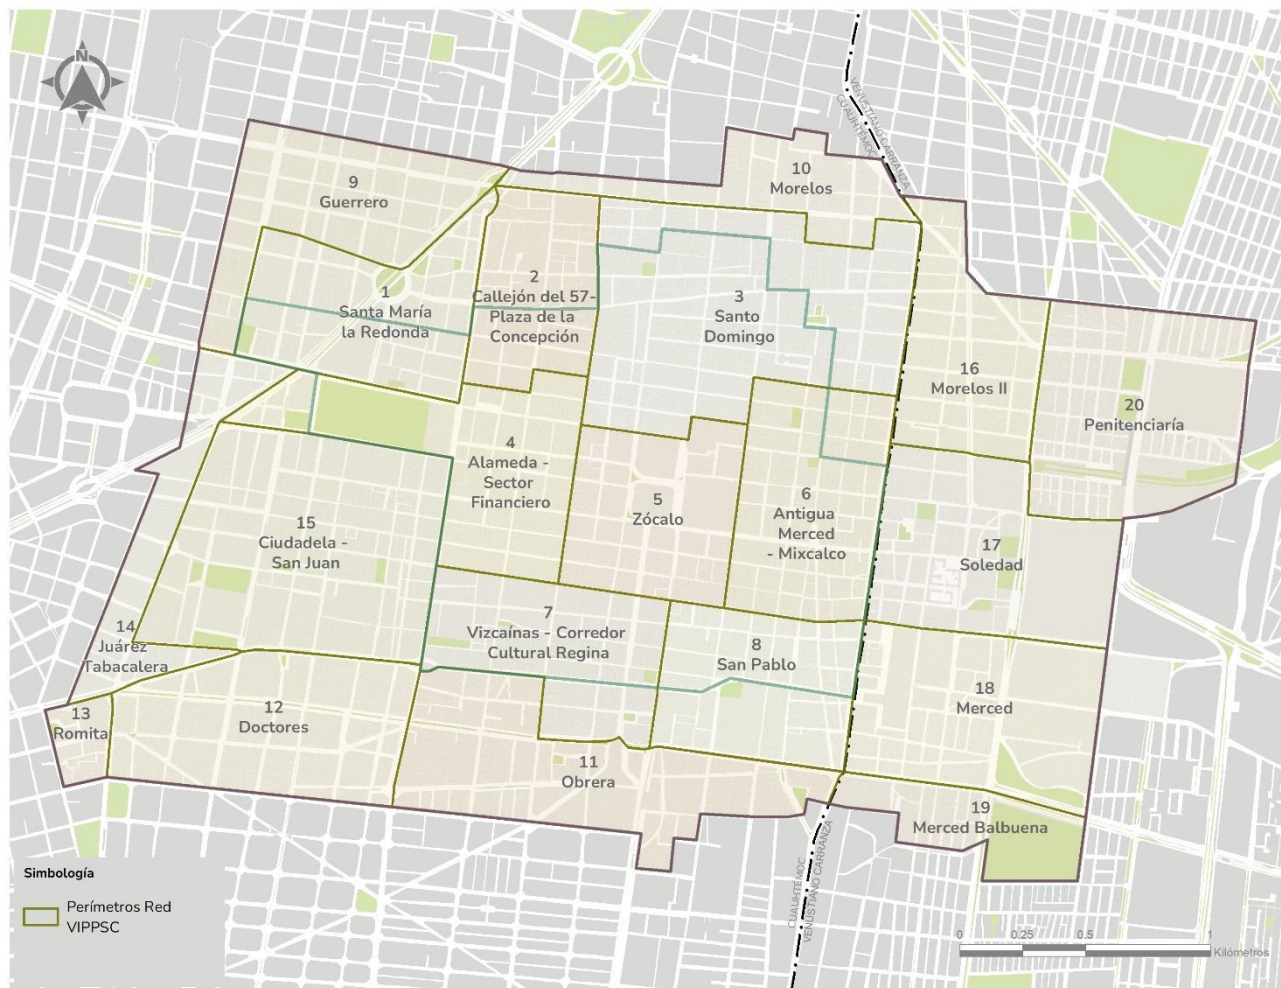 N
VENUSTIANO CARRANZA
CUAUHTÉMOC
9
Guerrero
10
Morelos
1
Santa María
la Redonda
2
Callejón del 57-
Plaza de la
Concepción
3
Santo
Domingo
16
Morelos II
20
Penitenciaría
4
Alameda -
Sector
Financiero
5
Zócalo
6
Antigua
Merced
- Mixcalco
15
Ciudadela -
San Juan
17
Soledad
14
Juárez
Tabacalera
7
Vizcaínas - Corredor
Cultural Regina
8
San Pablo
18
Merced
13
Romita
12
Doctores
11
Obrera
19
Merced Balbuena
CUAUHTÉMOC
VENUSTIANO CARRANZA
Simbología
Perímetros Red
VIPPSC
0 0.25 0.5 1
Kilómetros